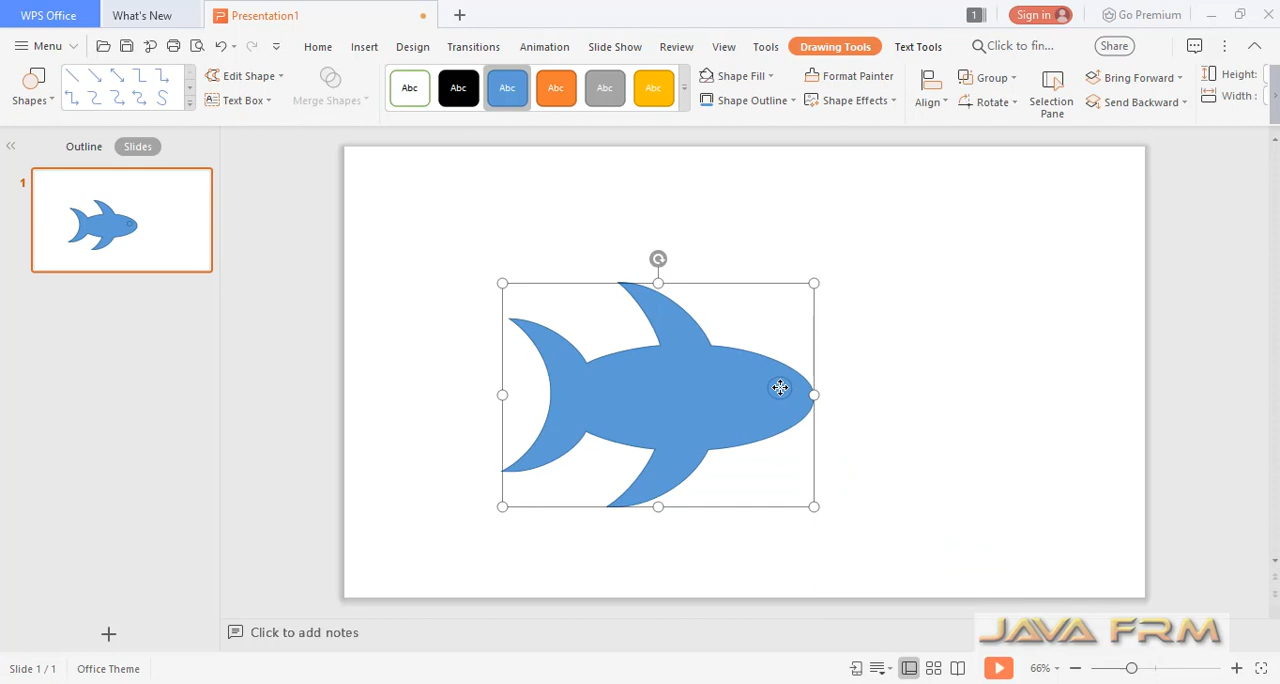 WPS Office What's New Presentation1 1 Sign in Go Premium
Menu Home Insert Design Transitions Animation Slide Show Review View Tools Drawing Tools Text Tools Click to fin... Share
Shapes Edit Shape Text Box Merge Shapes Abc Abc Abc Abc Abc Abc Shape Fill Shape Outline Format Painter Shape Effects Align Group Rotate Selection Pane Bring Forward Send Backward Height: Width :
Outline Slides
1
Click to add notes
JAVA FRM
Slide 1 / 1 Office Theme 66%